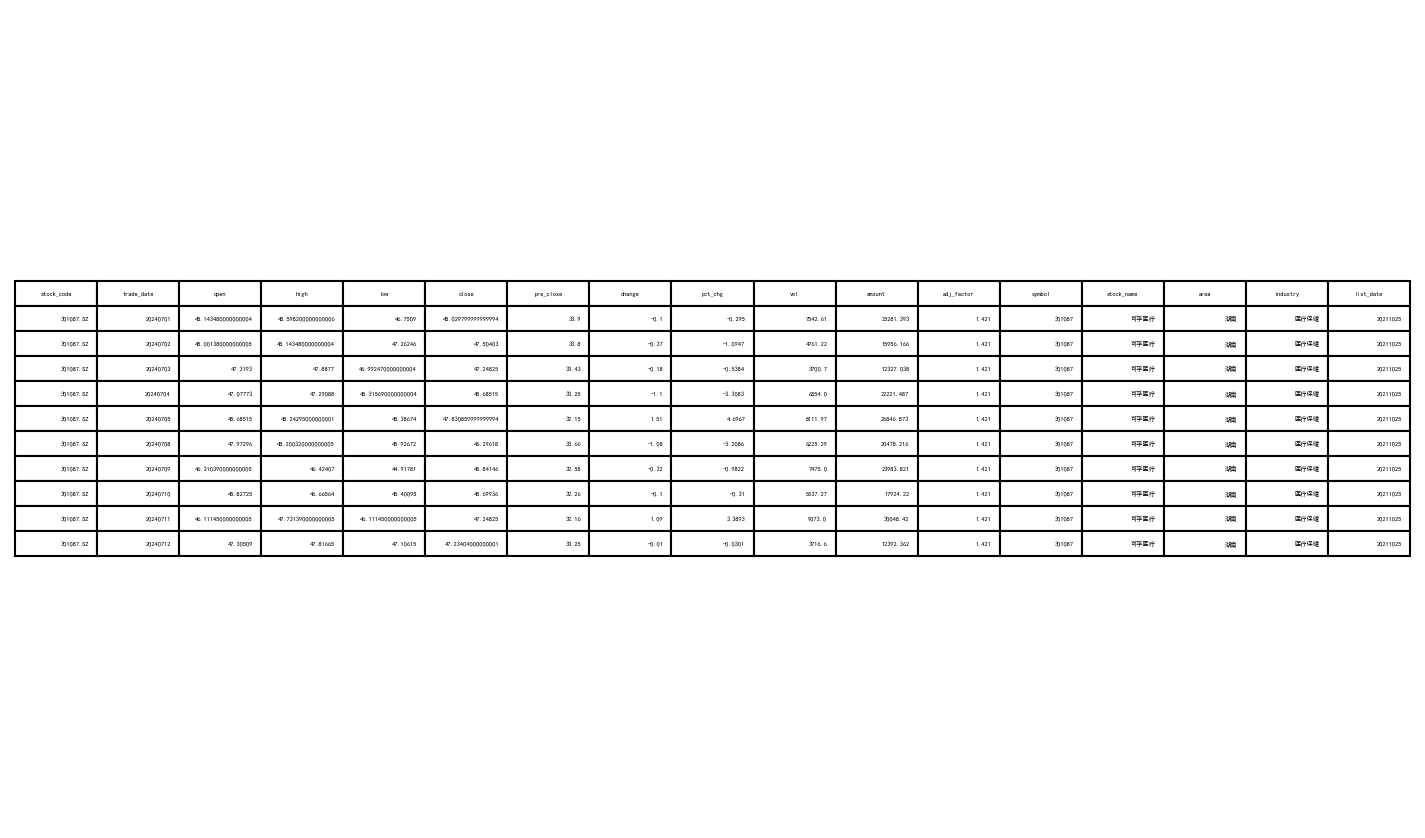 stock_code trade_date open high low close pre_close change pct_chg vol amount adj_factor symbol stock_name area industry list_date
301087.SZ 20240701 48.143480000000004 48.598200000000006 46.7509 48.029799999999994 33.9 -0.1 -0.295 7542.61 25281.393 1.421 301087 可孚医疗 湖南 医疗保健 20211025
301087.SZ 20240702 48.001380000000005 48.143480000000004 47.26246 47.50403 33.8 -0.37 -1.0947 4761.22 15956.166 1.421 301087 可孚医疗 湖南 医疗保健 20211025
301087.SZ 20240703 47.3193 47.8877 46.992470000000004 47.24825 33.43 -0.18 -0.5384 3700.7 12327.038 1.421 301087 可孚医疗 湖南 医疗保健 20211025
301087.SZ 20240704 47.07773 47.29088 45.315690000000004 45.68515 33.25 -1.1 -3.3083 6854.0 22221.487 1.421 301087 可孚医疗 湖南 医疗保健 20211025
301087.SZ 20240705 45.68515 48.24295000000001 45.38674 47.830859999999994 32.15 1.51 4.6967 8111.97 26846.873 1.421 301087 可孚医疗 湖南 医疗保健 20211025
301087.SZ 20240708 47.97296 48.200320000000005 45.92672 46.29618 33.66 -1.08 -3.2086 6225.29 20478.216 1.421 301087 可孚医疗 湖南 医疗保健 20211025
301087.SZ 20240709 46.310390000000005 46.42407 44.91781 45.84146 32.58 -0.32 -0.9822 7475.0 23983.821 1.421 301087 可孚医疗 湖南 医疗保健 20211025
301087.SZ 20240710 45.82725 46.66564 45.40095 45.69936 32.26 -0.1 -0.31 5537.27 17924.22 1.421 301087 可孚医疗 湖南 医疗保健 20211025
301087.SZ 20240711 46.111450000000005 47.731390000000005 46.111450000000005 47.24825 32.16 1.09 3.3893 9073.0 30048.42 1.421 301087 可孚医疗 湖南 医疗保健 20211025
301087.SZ 20240712 47.30509 47.81665 47.10615 47.23404000000001 33.25 -0.01 -0.0301 3716.6 12392.362 1.421 301087 可孚医疗 湖南 医疗保健 20211025